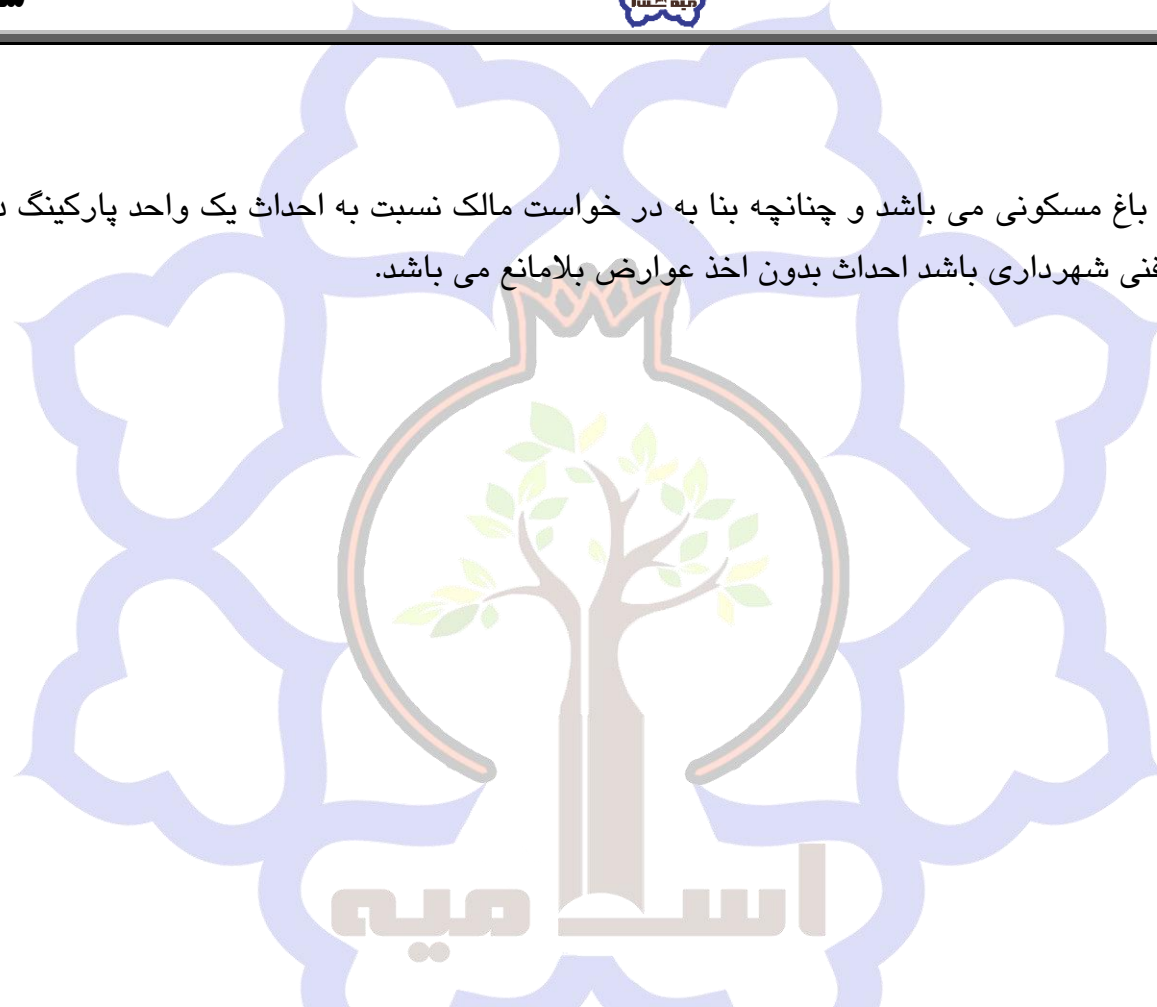 باغ مسکونی می باشد و چنانچه بنا به در خواست مالک نسبت به احداث یک واحد پارکینگ
فنی شهرداری باشد احداث بدون اخذ عوارض بلامانع می باشد.
اسلامیه